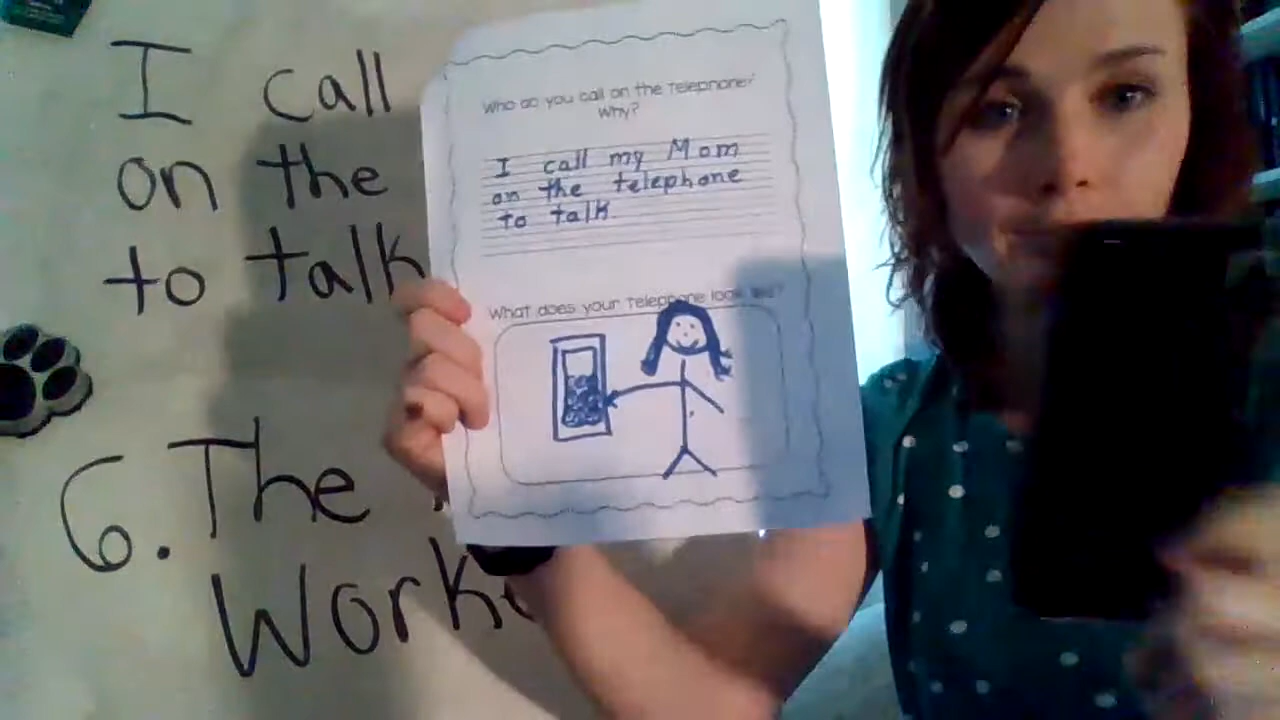 I call
on the
to talk
6. The
Work
Who do you call on the telephone?
Why?
I call my Mom
on the telephone
to talk.
What does your telephone look